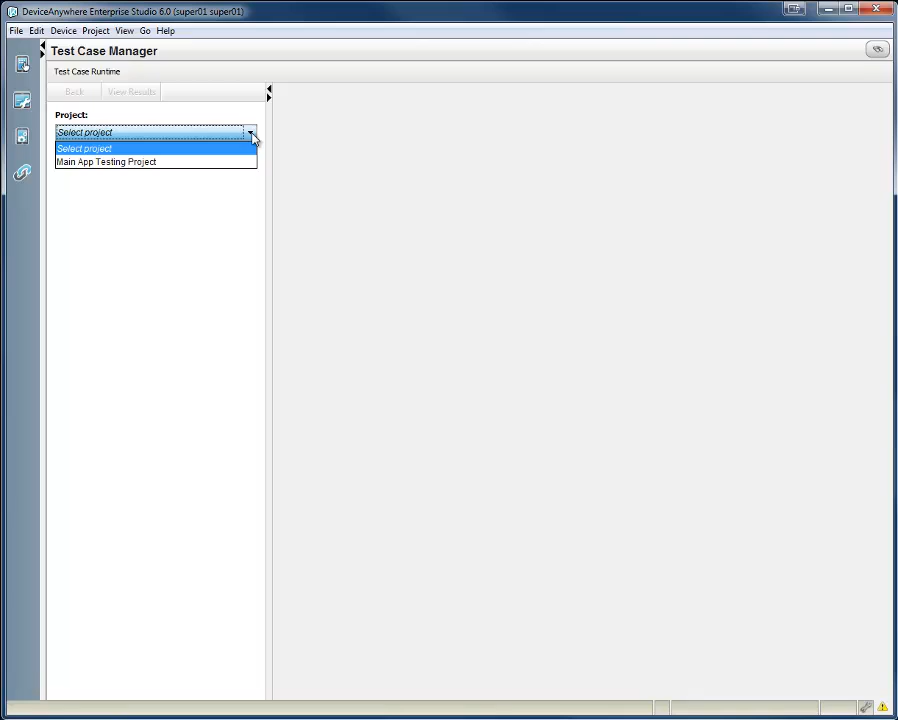 DeviceAnywhere Enterprise Studio 6.0 (super01 super01)
File Edit Device Project View Go Help
Test Case Manager
Test Case Runtime
Back View Results
Project:
Select project
Select project
Main App Testing Project